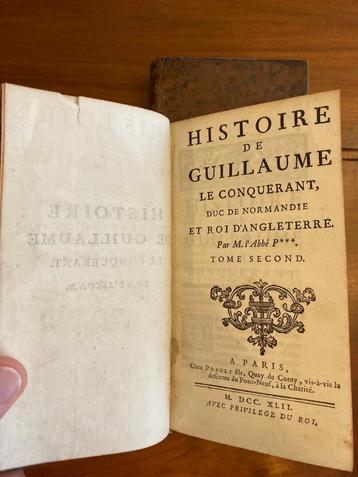 HISTOIRE
DE
GUILLAUME
LE CONQUERANT,
DUC DE NORMANDIE
ET ROI D'ANGLETERRE.
Par M. l'Abbé P***.
TOME SECOND.
A PARIS,
Chez PRAULT fils, Quay de Conty, vis-à-vis la
descente du Pont-Neuf, à la Charité.
M. DCC. XLII.
AVEC PRIVILEGE DU ROI.